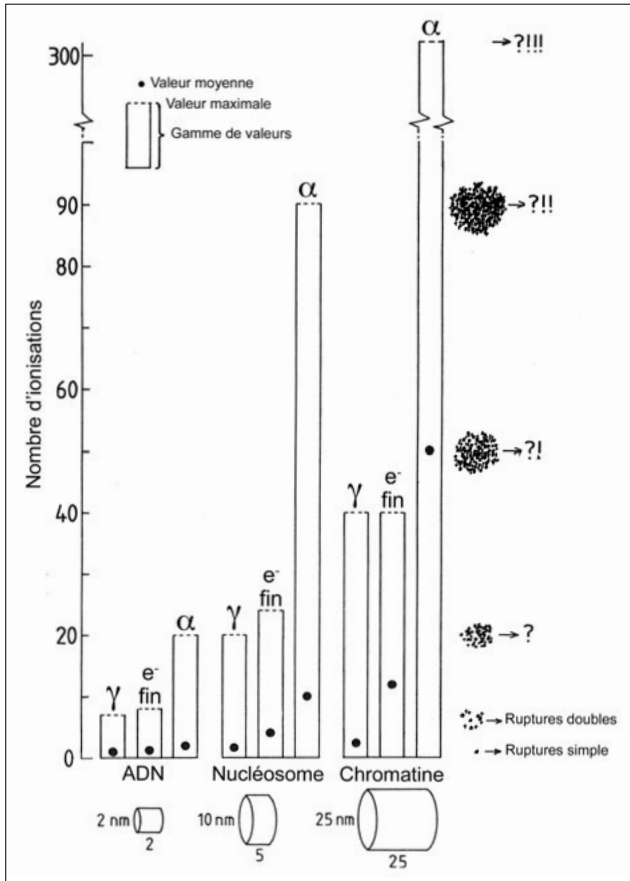 300
α
→?!!!
• Valeur moyenne
Valeur maximale
Gamme de valeurs
α
90
→?!!
80
Nombre d'ionisations
60
→?!
γ
e⁻
fin
40
e⁻
fin
γ
α
20
→?
e⁻
fin
γ
→ Ruptures doubles
→ Ruptures simple
0
ADN Nucléosome Chromatine
2 nm
2
10 nm
5
25 nm
25